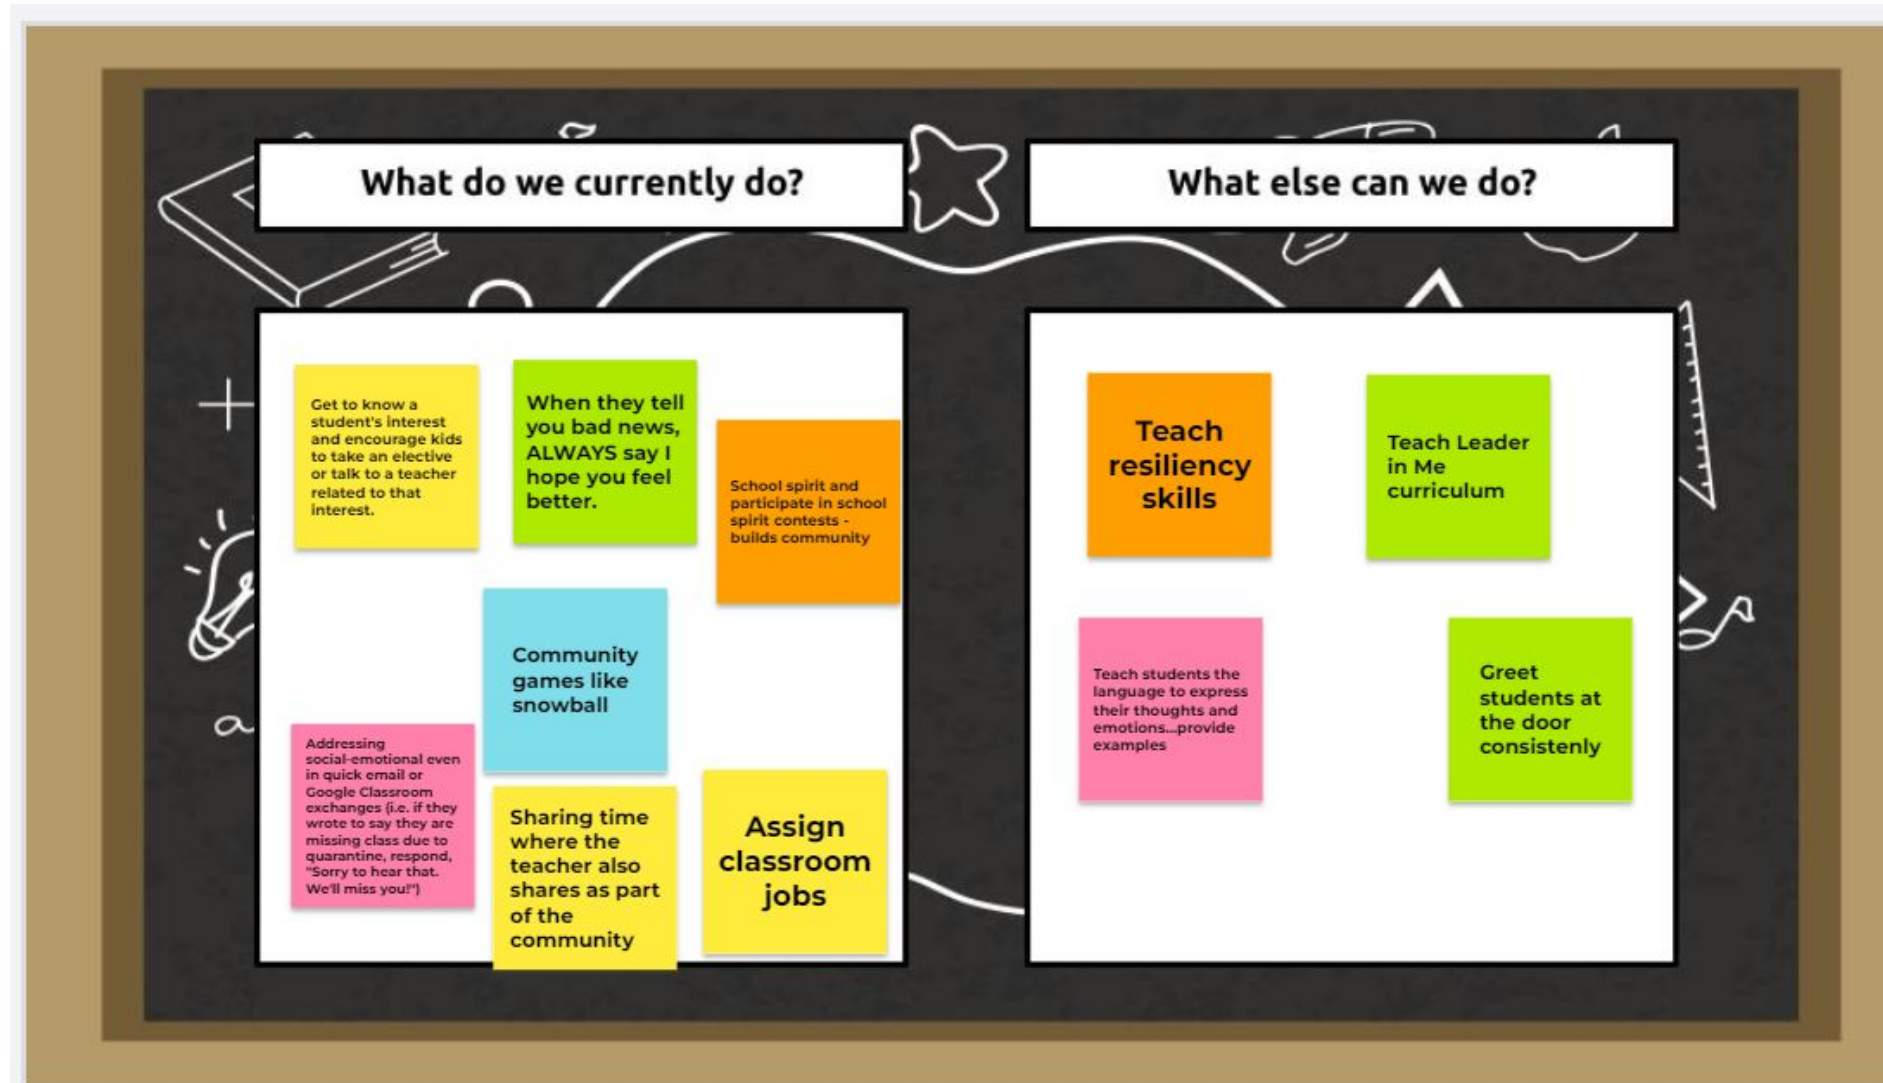 What do we currently do?
What else can we do?
Get to know a
student's interest
and encourage kids
to take an elective
or talk to a teacher
related to that
interest.
When they tell
you bad news,
ALWAYS say I
hope you feel
better.
School spirit and
participate in school
spirit contests -
builds community
Community
games like
snowball
Addressing
social-emotional even
in quick email or
Google Classroom
exchanges (i.e. if they
wrote to say they are
missing class due to
quarantine, respond,
"Sorry to hear that.
We'll miss you!")
Sharing time
where the
teacher also
shares as part
of the
community
Assign
classroom
jobs
Teach
resiliency
skills
Teach Leader
in Me
curriculum
Teach students the
language to express
their thoughts and
emotions...provide
examples
Greet
students at
the door
consistenly
a